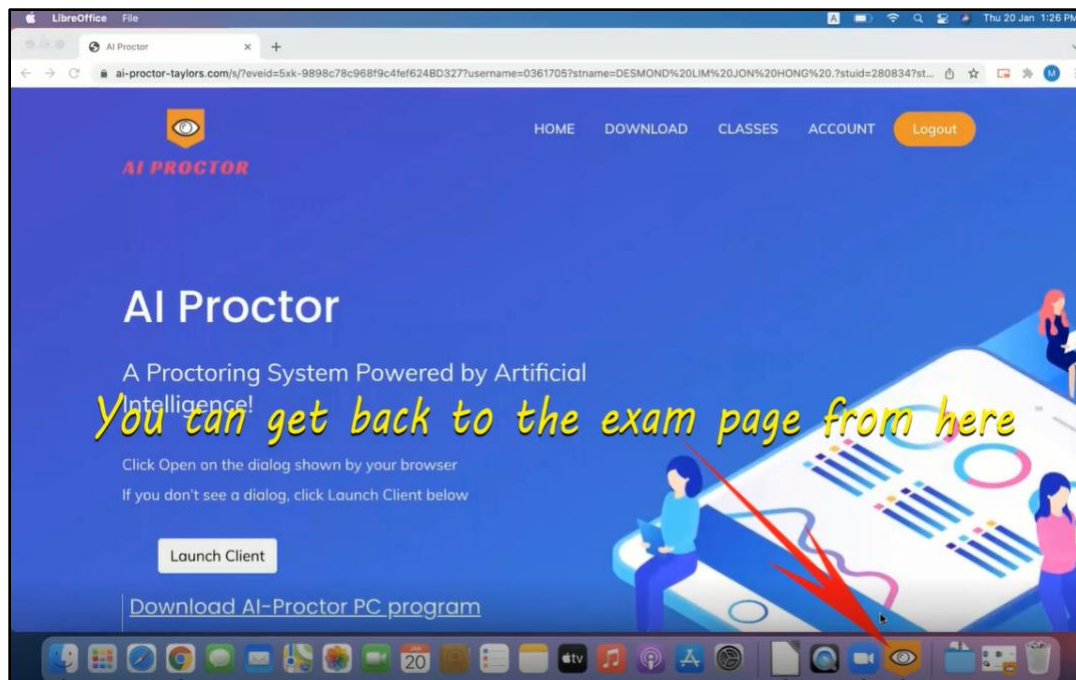 LibreOffice File
A
Thu 20 Jan 1:26 PM
AI Proctor
ai-proctor-taylors.com/s/?eveid=5xk-9898c78c968f9c4fef624BD327?username=0361705?stname=DESMOND%20LIM%20JON%20HONG%20.?stuid=280834?st...
M
HOME DOWNLOAD CLASSES ACCOUNT Logout
AI PROCTOR
AI Proctor
A Proctoring System Powered by Artificial
Intelligence!
You can get back to the exam page from here
Click Open on the dialog shown by your browser
If you don't see a dialog, click Launch Client below
Launch Client
Download AI-Proctor PC program
JAN
20
tv